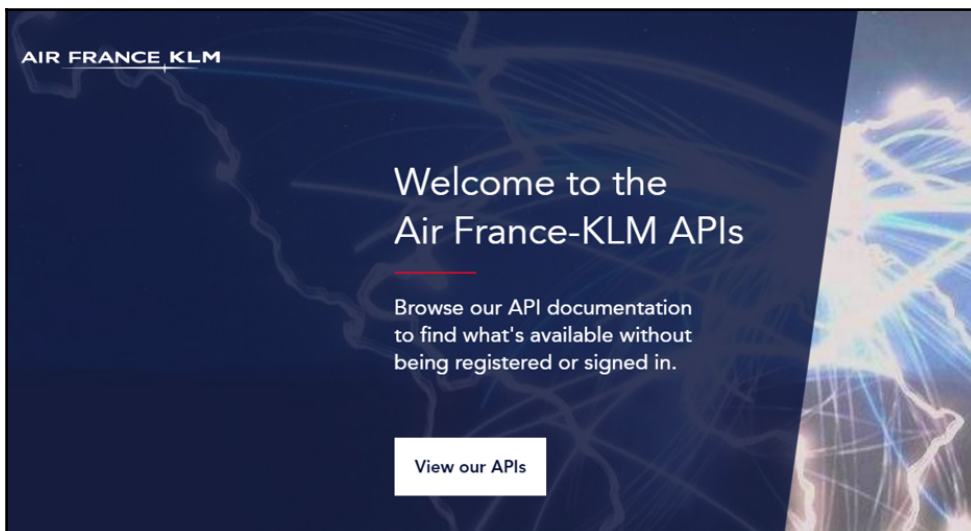 AIR FRANCE KLM
Welcome to the
Air France-KLM APIs
Browse our API documentation
to find what's available without
being registered or signed in.
View our APIs